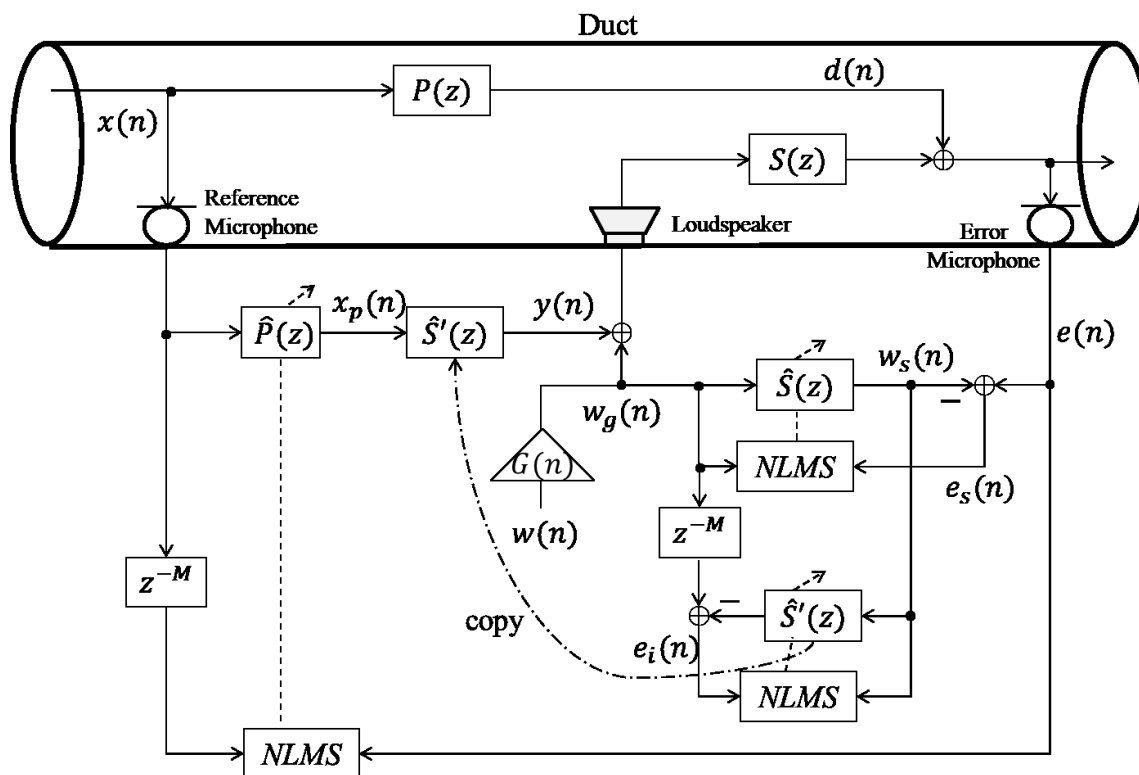 Duct
P(z)
d(n)
x(n)
S(z)
Reference
Microphone
Loudspeaker
Error
Microphone
P̂(z)
x_p(n)
Ŝ'(z)
y(n)
e(n)
w_g(n)
Ŝ(z)
w_s(n)
−
G(n)
NLMS
e_s(n)
w(n)
z^{-M}
z^{-M}
−
Ŝ'(z)
copy
e_i(n)
NLMS
NLMS